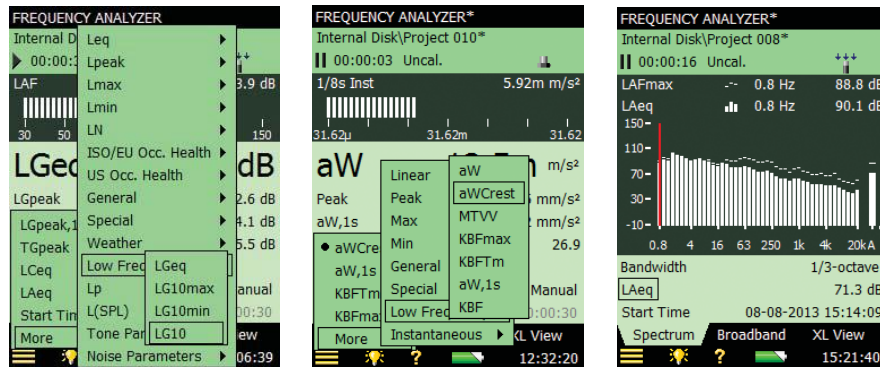 FREQUENCY ANALYZER
Internal D
00:00:
LAF 3.9 dB
30 50 150
LGeq dB
LGpeak 2.6 dB
4.1 dB
5.5 dB
LGpeak,1
TGpeak
LCeq
LAeq anual
Start Tim 00:30
More ew
06:39
Leq
Lpeak
Lmax
Lmin
LN
ISO/EU Occ. Health
US Occ. Health
General
Special
Weather
Low Freq
Lp
L(SPL)
Tone Par
Noise Parameters
LGeq
LG10max
LG10min
LG10
FREQUENCY ANALYZER*
Internal Disk\Project 010*
00:00:03 Uncal.
1/8s Inst 5.92m m/s²
31.62µ 31.62m 31.62
aW m/s²
Peak mm/s²
aW,1s mm/s²
aWCre 26.9
aW,1s
KBFTm Manual
KBFma 0:00:30
More XL View
12:32:20
Linear
Peak
Max
Min
General
Special
Low Freq
Instantaneous
aW
aWCrest
MTVV
KBFmax
KBFTm
aW,1s
KBF
FREQUENCY ANALYZER*
Internal Disk\Project 008*
00:00:16 Uncal.
LAFmax 0.8 Hz 88.8 dB
LAeq 0.8 Hz 90.1 dB
150
110
70
30
-10
0.8 4 16 63 250 1k 4k 20kA
Bandwidth 1/3-octave
LAeq 71.3 dB
Start Time 08-08-2013 15:14:09
Spectrum Broadband XL View
? 15:21:40